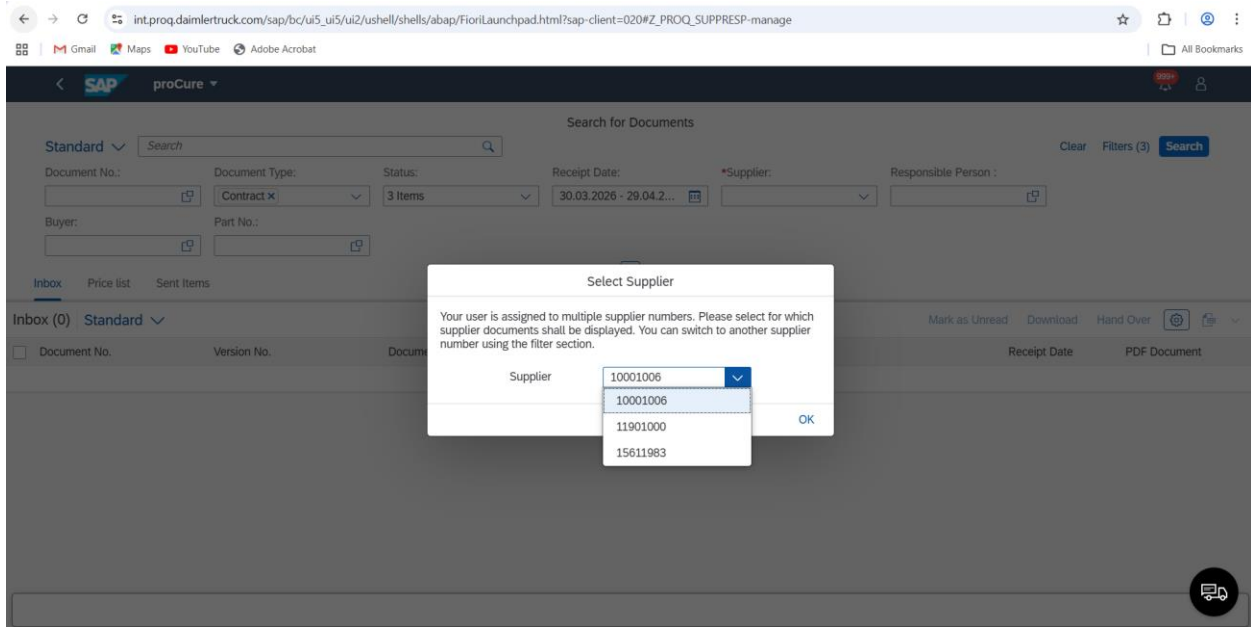 int.proq.daimlertruck.com/sap/bc/ui5_ui5/ui2/ushell/shells/abap/FioriLaunchpad.html?sap-client=020#Z_PROQ_SUPPRESP-manage
Gmail Maps YouTube Adobe Acrobat All Bookmarks
SAP proCure 999+
Search for Documents
Standard Search Clear Filters (3) Search
Document No.: Document Type: Status: Receipt Date: *Supplier: Responsible Person :
Contract 3 Items 30.03.2026 - 29.04.2...
Buyer: Part No.:
Inbox Price list Sent Items
Select Supplier
Inbox (0) Standard Mark as Unread Download Hand Over
Your user is assigned to multiple supplier numbers. Please select for which
supplier documents shall be displayed. You can switch to another supplier
number using the filter section.
Document No. Version No. Docume Receipt Date PDF Document
Supplier 10001006
10001006
11901000
15611983
OK